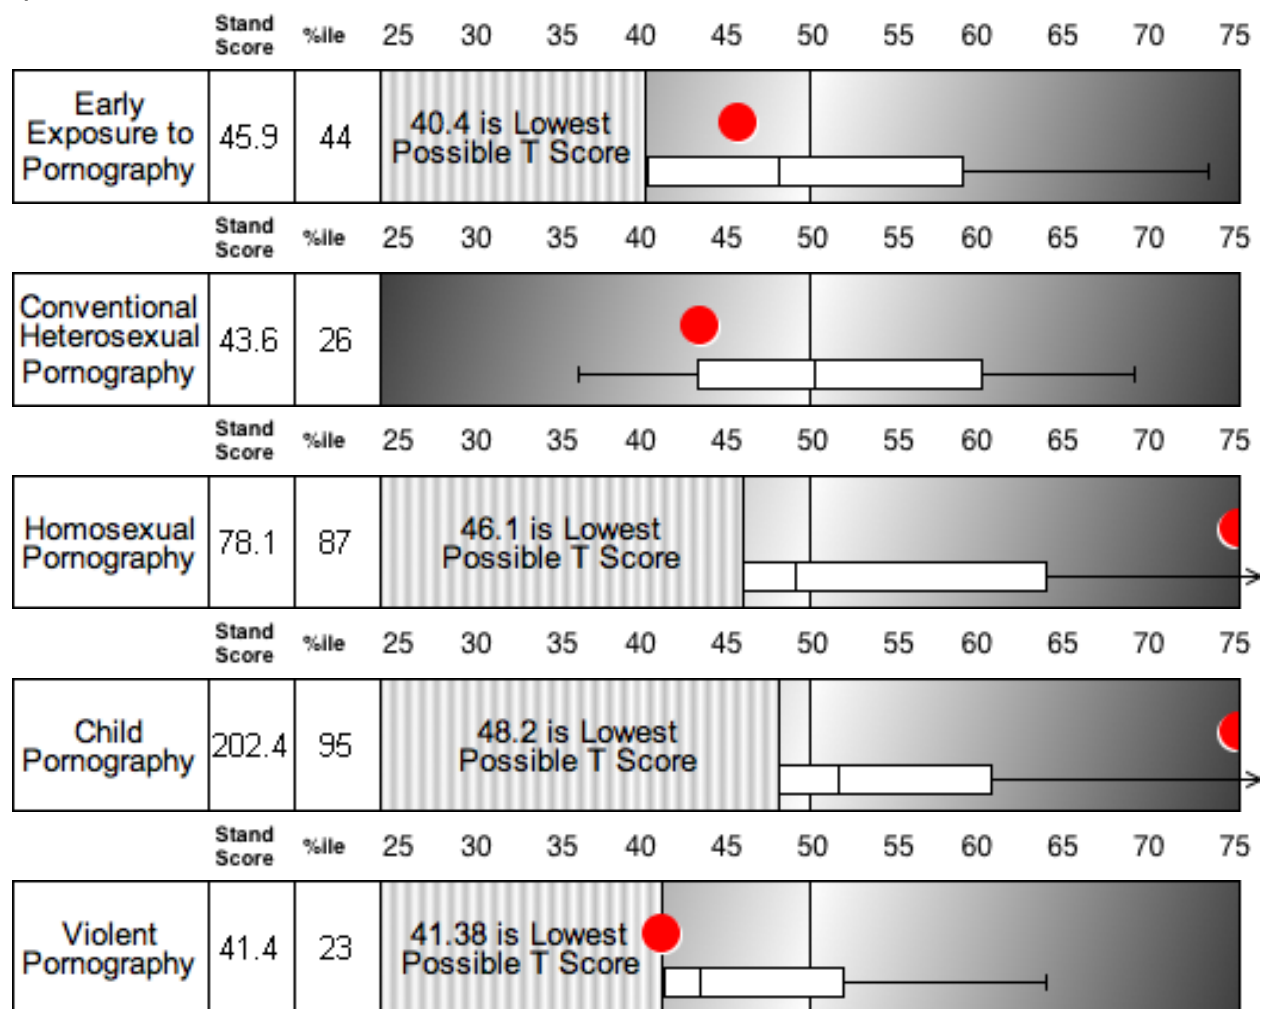 Stand Score %ile 25 30 35 40 45 50 55 60 65 70 75
Early
Exposure to
Pornography
45.9 44
40.4 is Lowest
Possible T Score
Stand Score %ile 25 30 35 40 45 50 55 60 65 70 75
Conventional
Heterosexual
Pornography
43.6 26
Stand Score %ile 25 30 35 40 45 50 55 60 65 70 75
Homosexual
Pornography
78.1 87
46.1 is Lowest
Possible T Score
Stand Score %ile 25 30 35 40 45 50 55 60 65 70 75
Child
Pornography
202.4 95
48.2 is Lowest
Possible T Score
Stand Score %ile 25 30 35 40 45 50 55 60 65 70 75
Violent
Pornography
41.4 23
41.38 is Lowest
Possible T Score